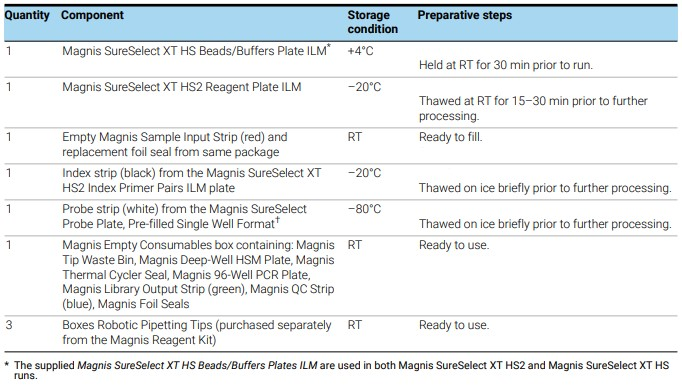 Quantity Component Storage condition Preparative steps
1 Magnis SureSelect XT HS Beads/Buffers Plate ILM* +4°C Held at RT for 30 min prior to run.
1 Magnis SureSelect XT HS2 Reagent Plate ILM –20°C Thawed at RT for 15–30 min prior to further
processing.
1 Empty Magnis Sample Input Strip (red) and RT Ready to fill.
replacement foil seal from same package
1 Index strip (black) from the Magnis SureSelect XT –20°C
HS2 Index Primer Pairs ILM plate Thawed on ice briefly prior to further processing.
1 Probe strip (white) from the Magnis SureSelect –80°C
Probe Plate, Pre-filled Single Well Format† Thawed on ice briefly prior to further processing.
1 Magnis Empty Consumables box containing: Magnis RT Ready to use.
Tip Waste Bin, Magnis Deep-Well HSM Plate, Magnis
Thermal Cycler Seal, Magnis 96-Well PCR Plate,
Magnis Library Output Strip (green), Magnis QC Strip
(blue), Magnis Foil Seals
3 Boxes Robotic Pipetting Tips (purchased separately RT Ready to use.
from the Magnis Reagent Kit)
* The supplied Magnis SureSelect XT HS Beads/Buffers Plates ILM are used in both Magnis SureSelect XT HS2 and Magnis SureSelect XT HS
runs.